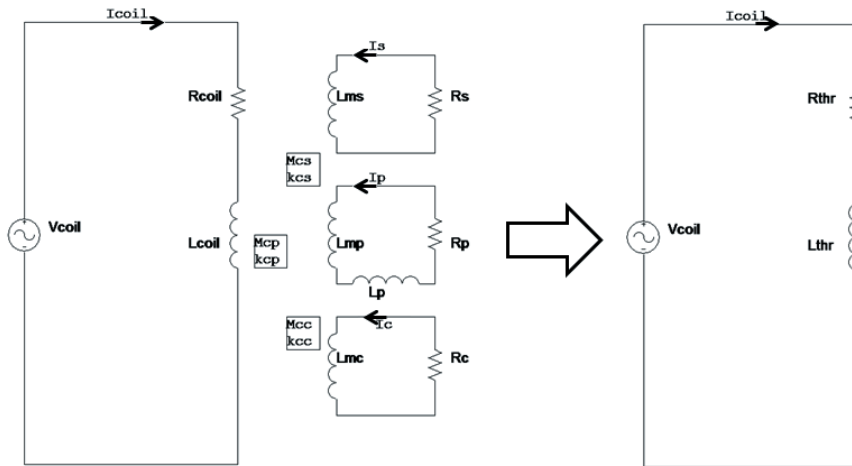 Icoil
Rcoil
Vcoil
Lcoil
Is
Lms
Rs
Mcs
kcs
Ip
Lmp
Rp
Mcp
kcp
Lp
Mcc
kcc
Ic
Lmc
Rc
Icoil
Rthr
Vcoil
Lthr